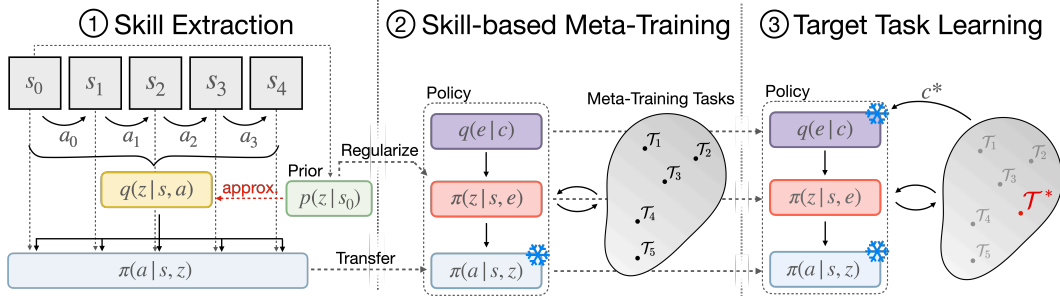 ① Skill Extraction
s₀ s₁ s₂ s₃ s₄
a₀ a₁ a₂ a₃
q(z|s,a)
approx.
Prior
p(z|s₀)
π(a|s,z)
Regularize
Transfer
② Skill-based Meta-Training
Policy
q(e|c)
π(z|s,e)
π(a|s,z)
Meta-Training Tasks
𝒯₁
𝒯₂
𝒯₃
𝒯₄
𝒯₅
③ Target Task Learning
Policy
c*
q(e|c)
π(z|s,e)
π(a|s,z)
𝒯₁
𝒯₂
𝒯₃
𝒯*
𝒯₄
𝒯₅